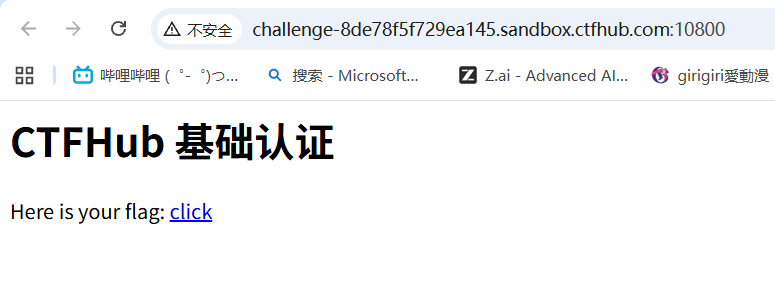 不安全 challenge-8de78f5f729ea145.sandbox.ctfhub.com:10800
哔哩哔哩 (゜-゜)つ... 搜索 - Microsoft... Z.ai - Advanced AI... girigiri愛動漫
CTFHub 基础认证
Here is your flag: click